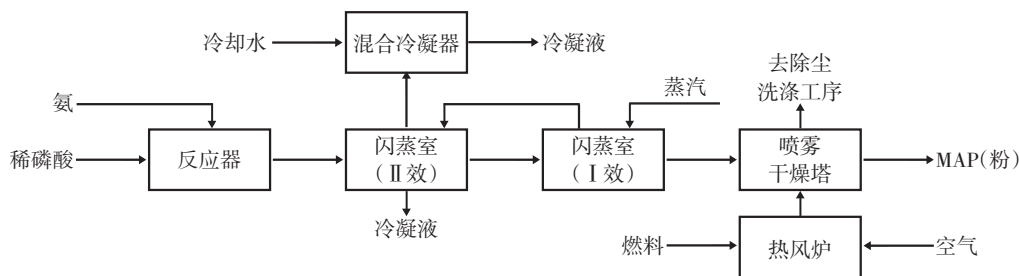 冷却水
混合冷凝器
冷凝液
去除尘
洗涤工序
蒸汽
氨
稀磷酸
反应器
闪蒸室
（Ⅱ效）
闪蒸室
（Ⅰ效）
喷雾
干燥塔
MAP(粉)
冷凝液
燃料
热风炉
空气